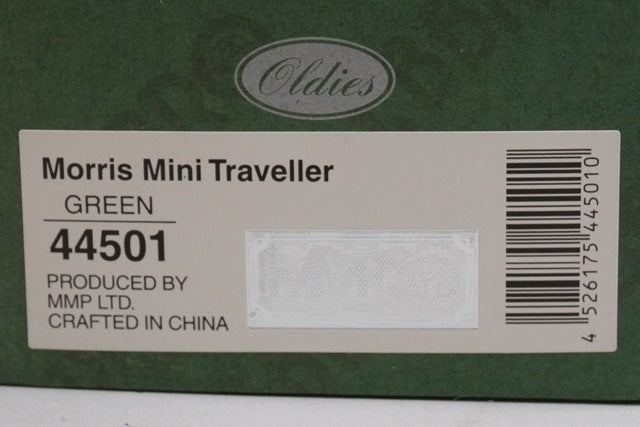 Oldies
Morris Mini Traveller
GREEN
44501
PRODUCED BY
MMP LTD.
CRAFTED IN CHINA
4 526175 445010